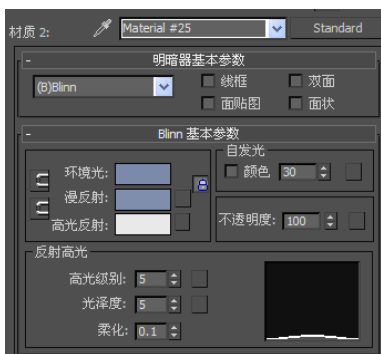 材质 2: Material #25 Standard
- 明暗器基本参数
(B)Blinn 线框 双面
面贴图 面状
- Blinn 基本参数
自发光
环境光: 颜色 30
漫反射:
高光反射: 不透明度: 100
反射高光
高光级别: 5
光泽度: 5
柔化: 0.1